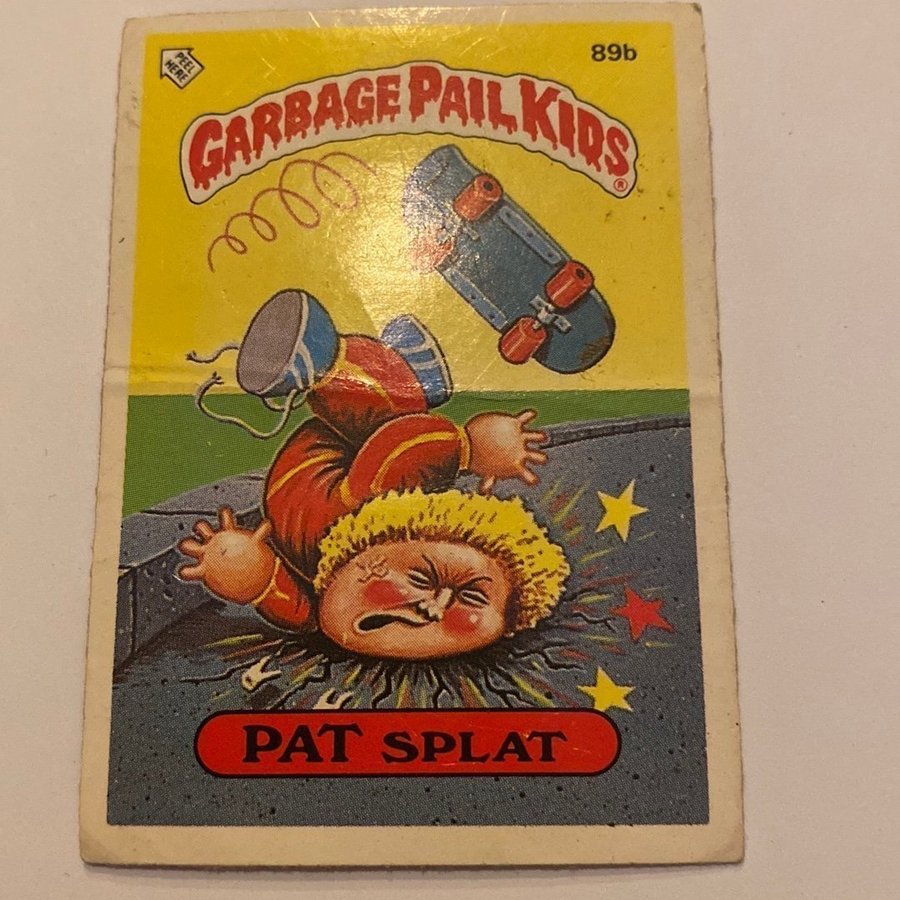 PEEL
HERE
89b
GARBAGE PAIL KIDS®
PAT SPLAT